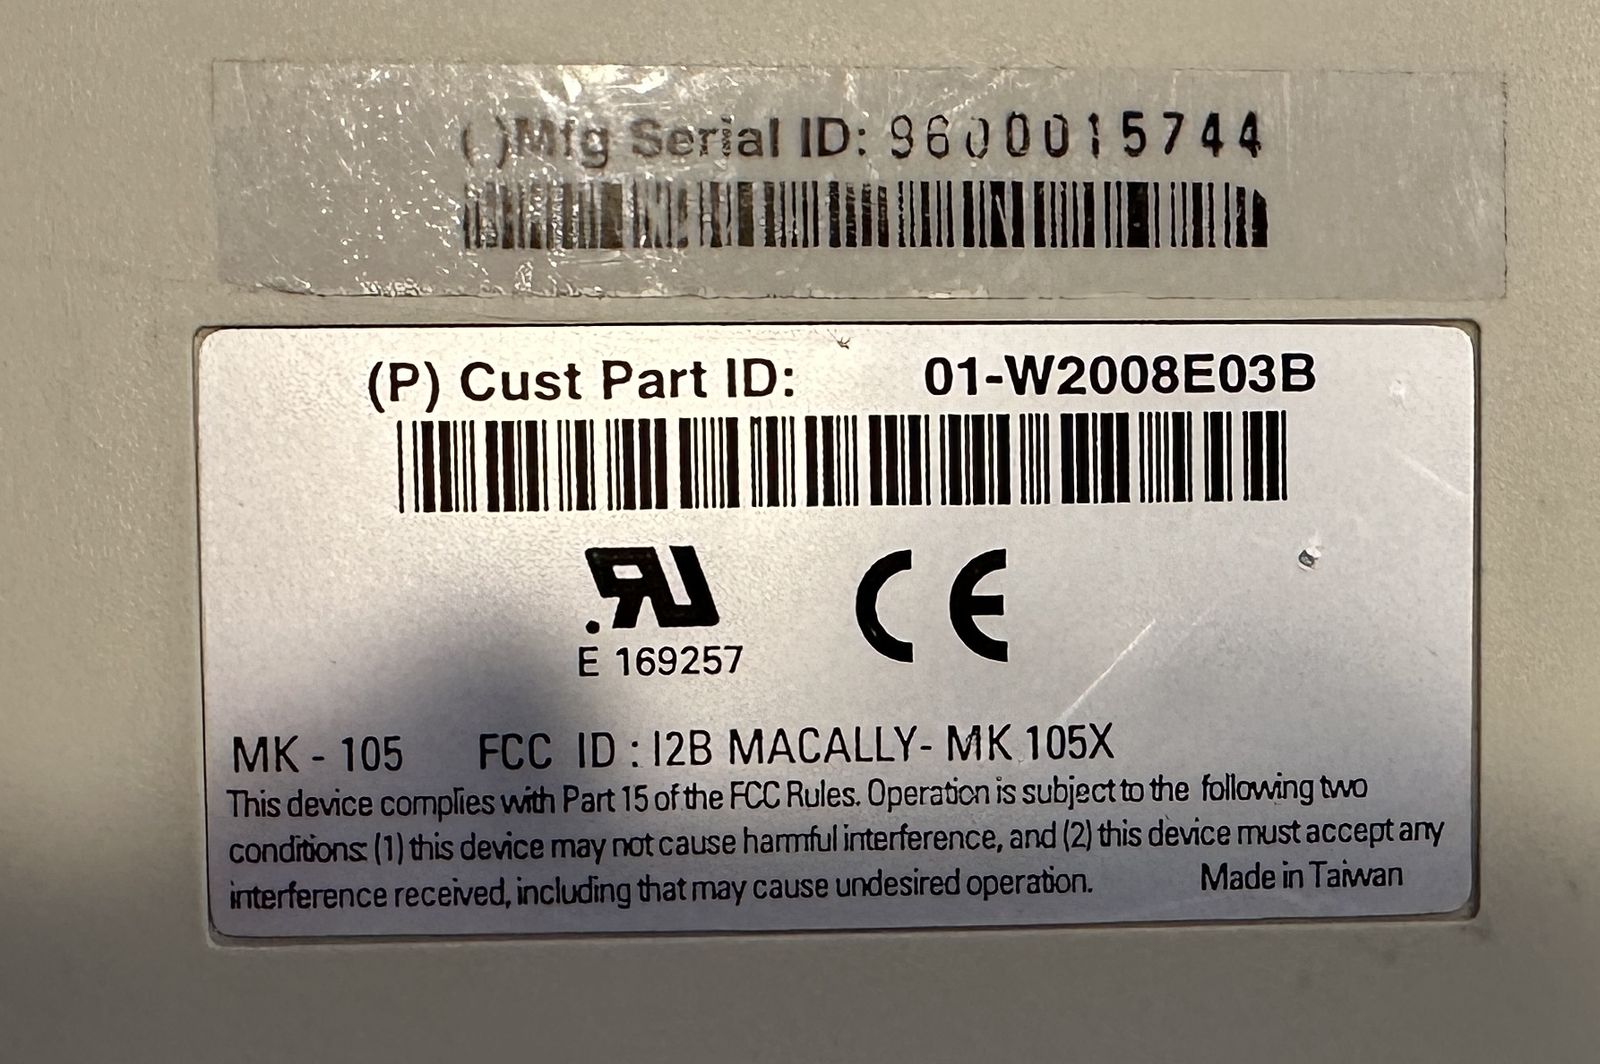 ( )Mfg Serial ID: 9600015744
(P) Cust Part ID: 01-W2008E03B
E 169257
CE
MK - 105 FCC ID : I2B MACALLY- MK 105X
This device complies with Part 15 of the FCC Rules. Operation is subject to the following two
conditions: (1) this device may not cause harmful interference, and (2) this device must accept any
interference received, including that may cause undesired operation. Made in Taiwan